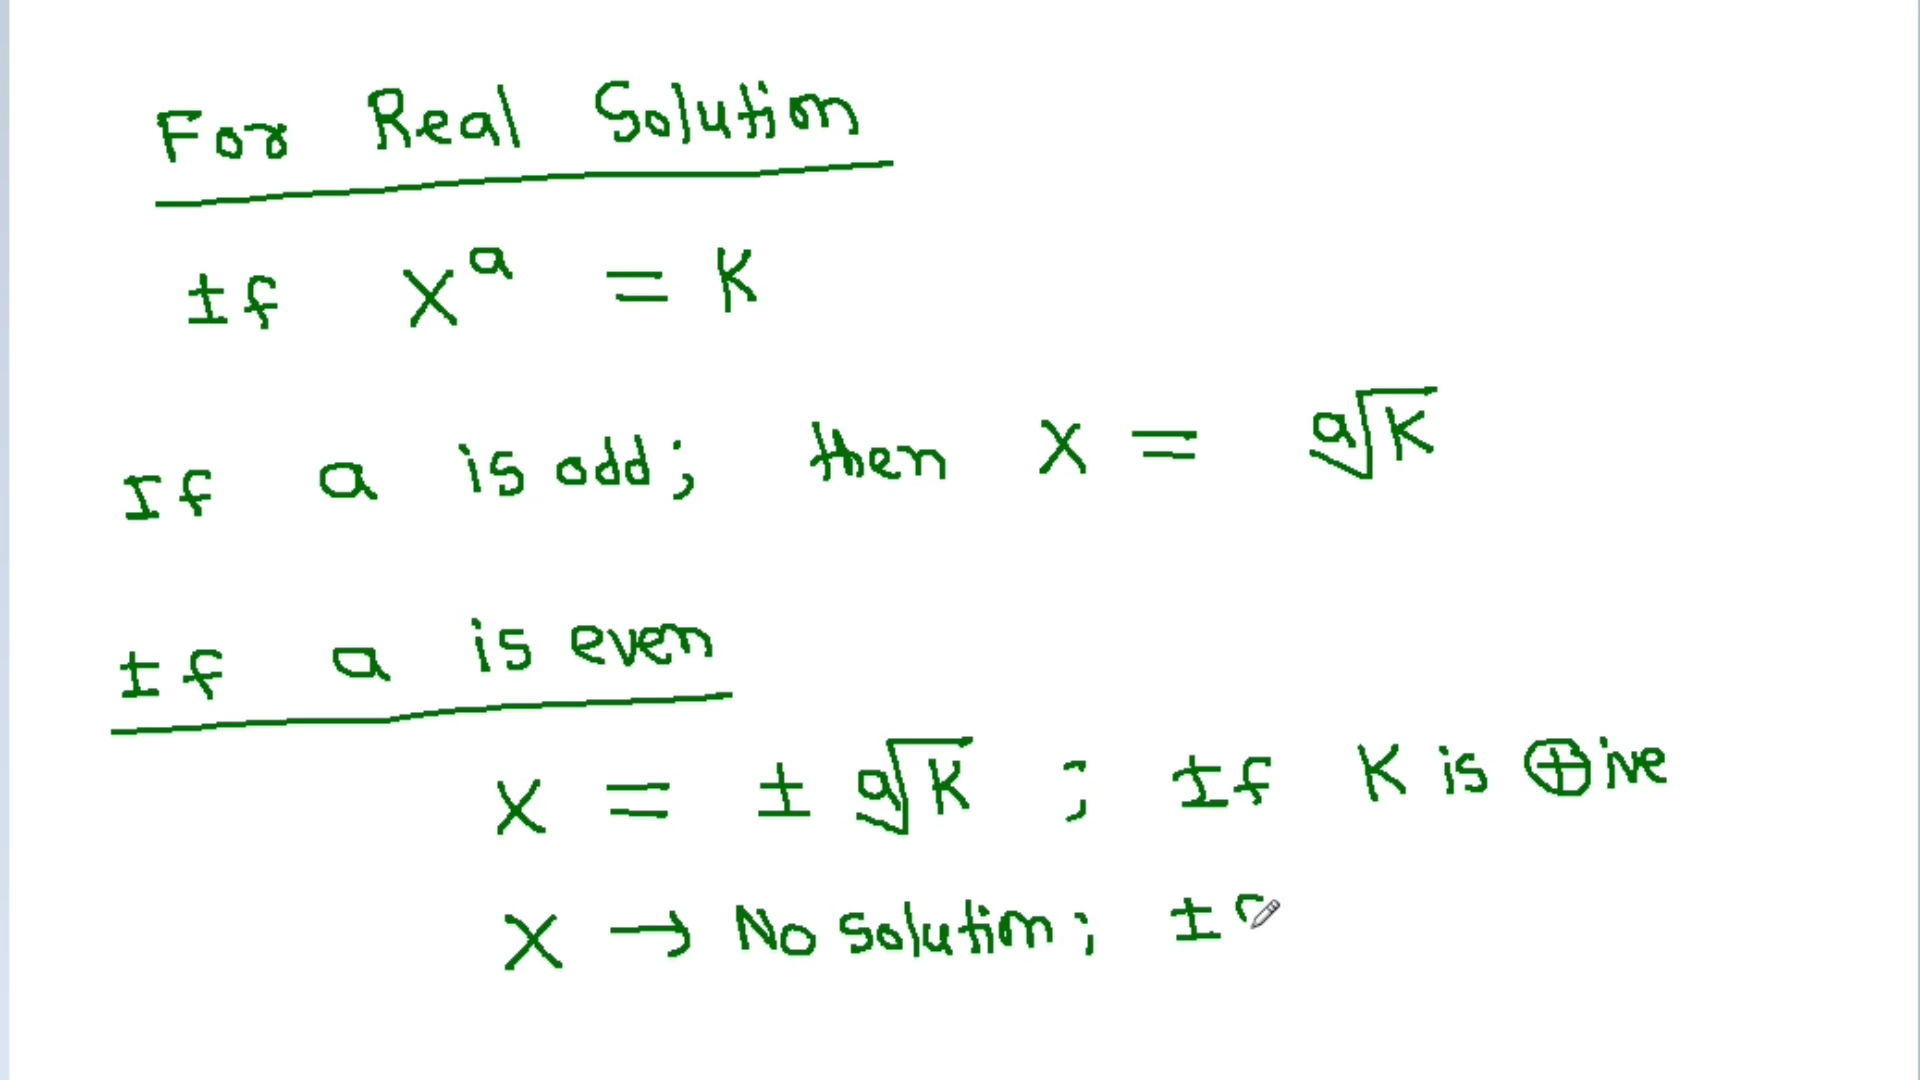 For Real Solution
If x^a = K
If a is odd; then x = ᵃ√K
If a is even
x = ± ᵃ√K ; If K is ⊕ive
x → No solution; I